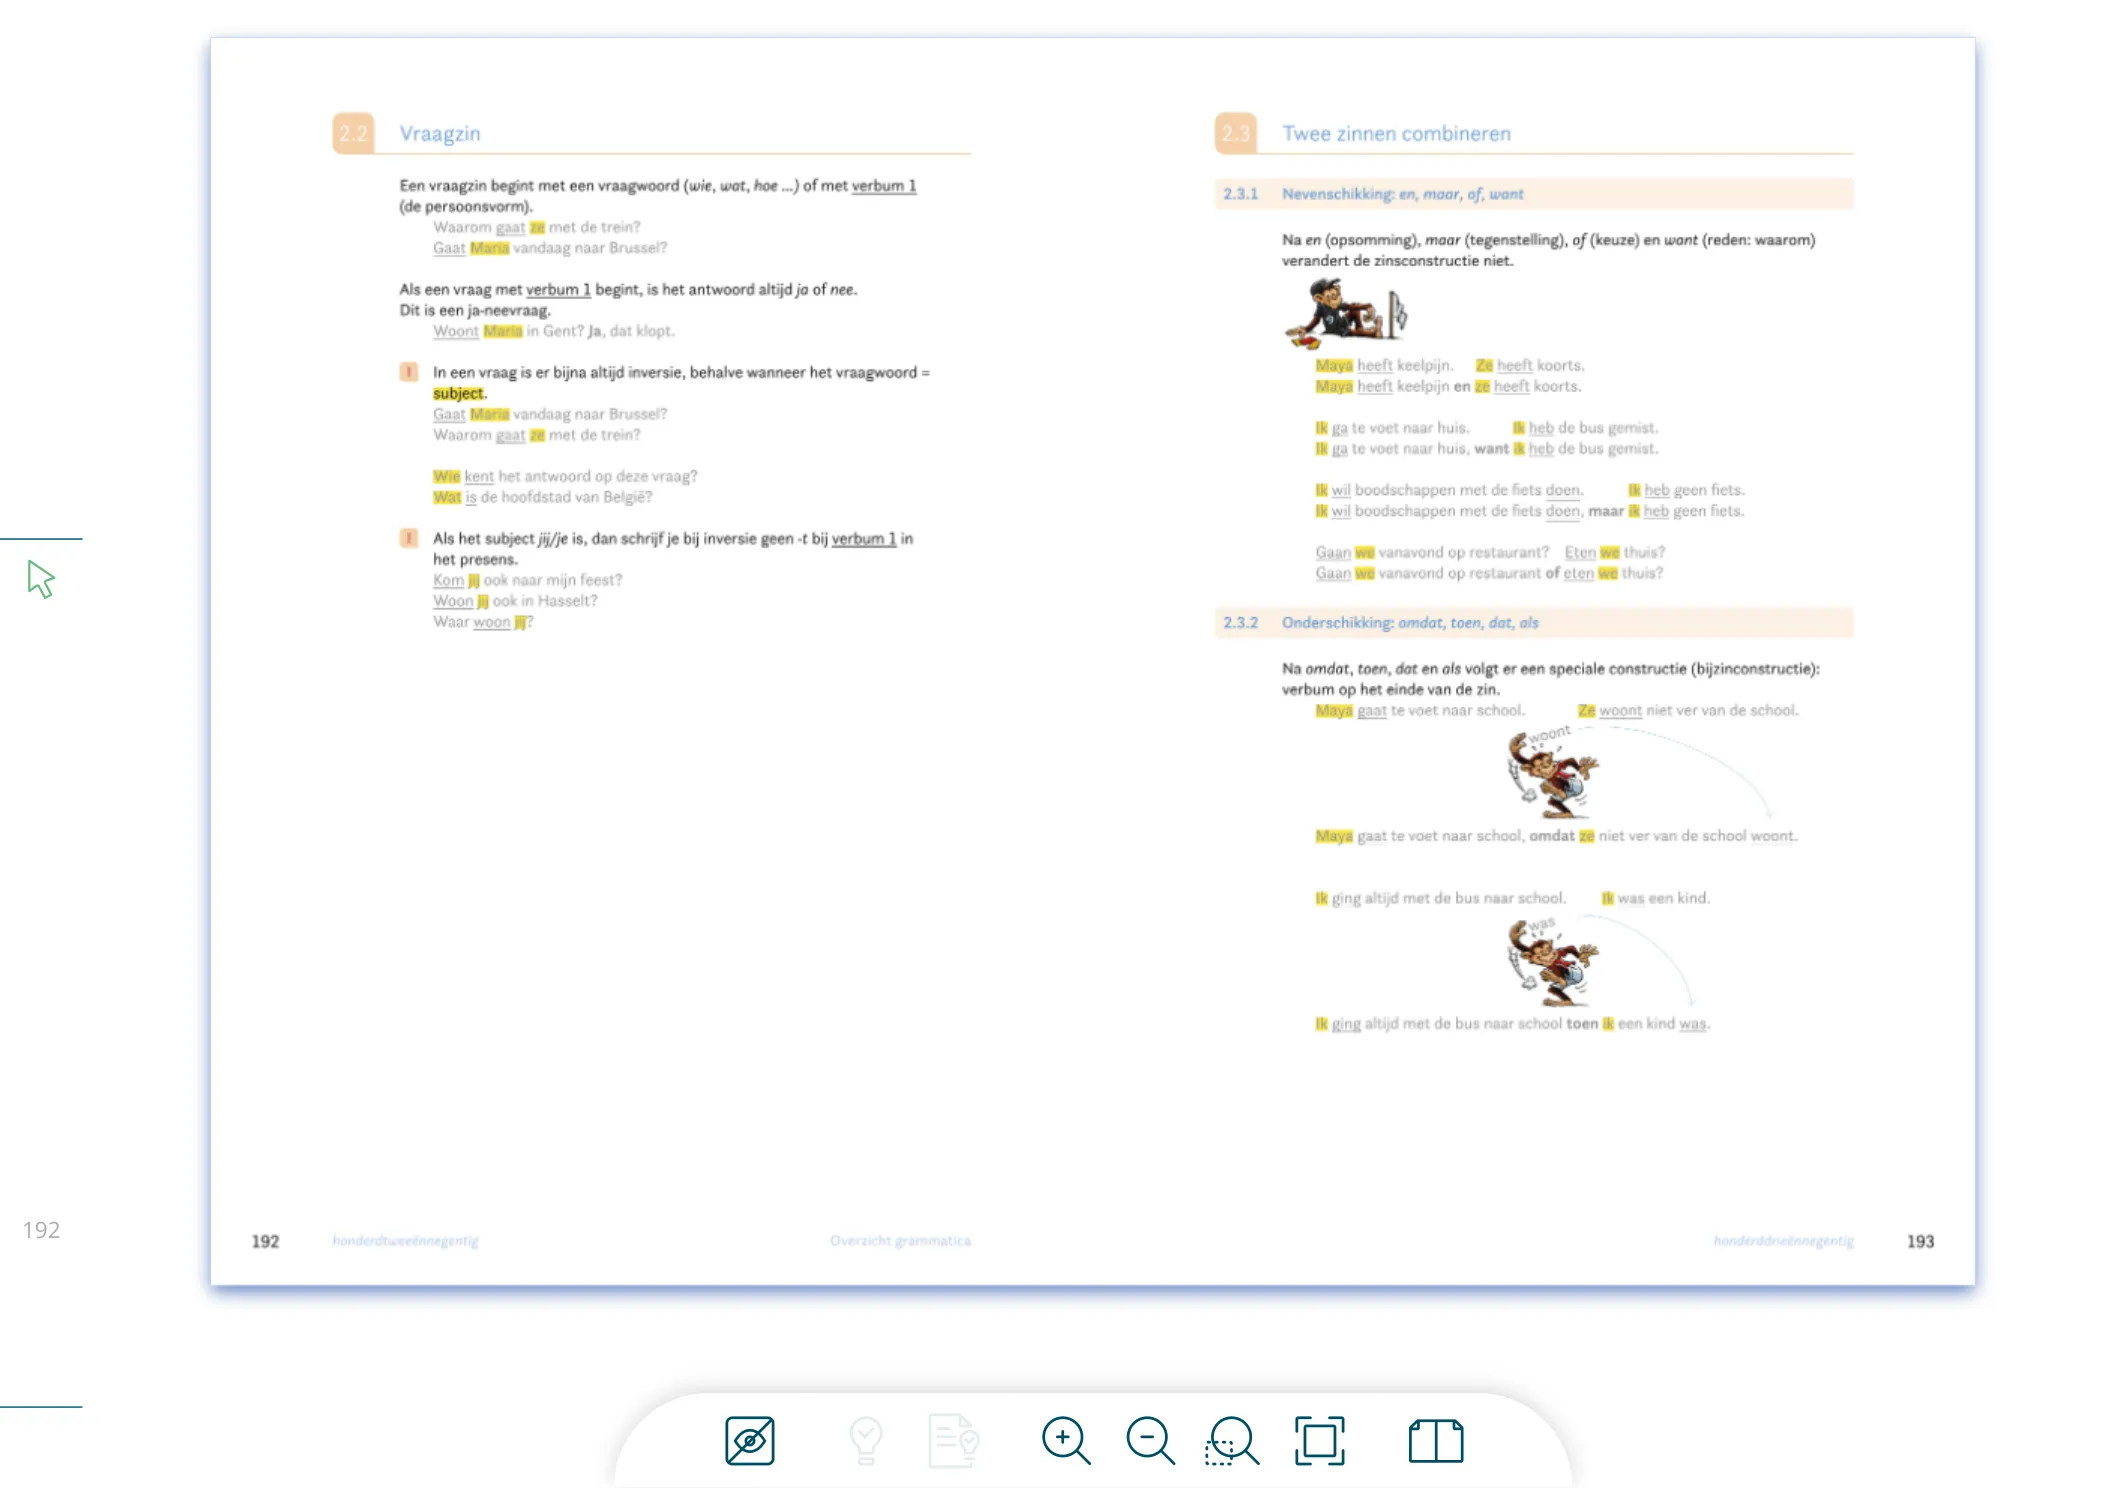 2.2 Vraagzin
Een vraagzin begint met een vraagwoord (wie, wat, hoe ...) of met verbum 1
(de persoonsvorm).
Waarom gaat ze met de trein?
Gaat Maria vandaag naar Brussel?
Als een vraag met verbum 1 begint, is het antwoord altijd ja of nee.
Dit is een ja-neevraag.
Woont Maria in Gent? Ja, dat klopt.
! In een vraag is er bijna altijd inversie, behalve wanneer het vraagwoord =
subject.
Gaat Maria vandaag naar Brussel?
Waarom gaat ze met de trein?
Wie kent het antwoord op deze vraag?
Wat is de hoofdstad van België?
! Als het subject jij/je is, dan schrijf je bij inversie geen -t bij verbum 1 in
het presens.
Kom jij ook naar mijn feest?
Woon jij ook in Hasselt?
Waar woon jij?
192 honderdtweeënnegentig Overzicht grammatica
2.3 Twee zinnen combineren
2.3.1 Nevenschikking: en, maar, of, want
Na en (opsomming), maar (tegenstelling), of (keuze) en want (reden: waarom)
verandert de zinsconstructie niet.
Maya heeft keelpijn. Ze heeft koorts.
Maya heeft keelpijn en ze heeft koorts.
Ik ga te voet naar huis. Ik heb de bus gemist.
Ik ga te voet naar huis, want ik heb de bus gemist.
Ik wil boodschappen met de fiets doen. Ik heb geen fiets.
Ik wil boodschappen met de fiets doen, maar ik heb geen fiets.
Gaan we vanavond op restaurant? Eten we thuis?
Gaan we vanavond op restaurant of eten we thuis?
2.3.2 Onderschikking: omdat, toen, dat, als
Na omdat, toen, dat en als volgt er een speciale constructie (bijzinconstructie):
verbum op het einde van de zin.
Maya gaat te voet naar school. Ze woont niet ver van de school.
woont
Maya gaat te voet naar school, omdat ze niet ver van de school woont.
Ik ging altijd met de bus naar school. Ik was een kind.
was
Ik ging altijd met de bus naar school toen ik een kind was.
honderddrieënnegentig 193
192